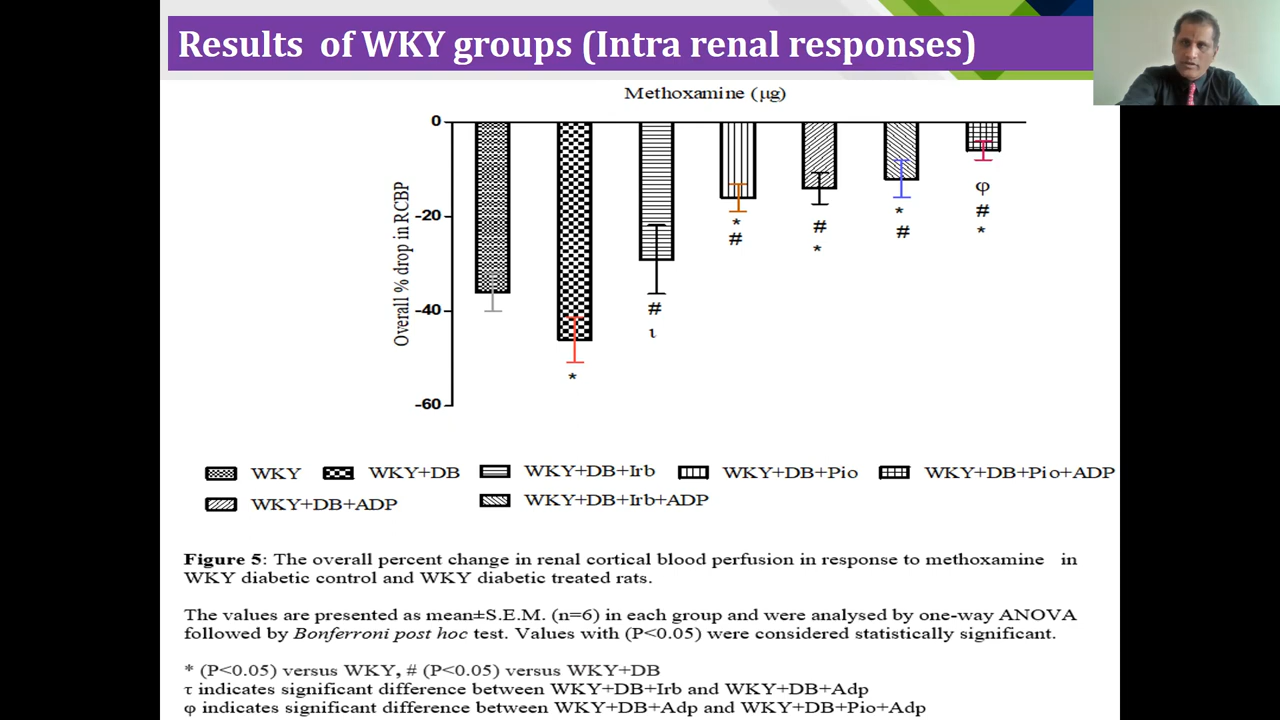 Results of WKY groups (Intra renal responses)
Methoxamine (µg)
0
-20
-40
-60
Overall % drop in RCBP
*
#
ι
*
#
#
*
*
#
φ
#
*
WKY
WKY+DB
WKY+DB+Irb
WKY+DB+Pio
WKY+DB+Pio+ADP
WKY+DB+ADP
WKY+DB+Irb+ADP
Figure 5: The overall percent change in renal cortical blood perfusion in response to methoxamine in
WKY diabetic control and WKY diabetic treated rats.
The values are presented as mean±S.E.M. (n=6) in each group and were analysed by one-way ANOVA
followed by Bonferroni post hoc test. Values with (P<0.05) were considered statistically significant.
* (P<0.05) versus WKY, # (P<0.05) versus WKY+DB
τ indicates significant difference between WKY+DB+Irb and WKY+DB+Adp
φ indicates significant difference between WKY+DB+Adp and WKY+DB+Pio+Adp